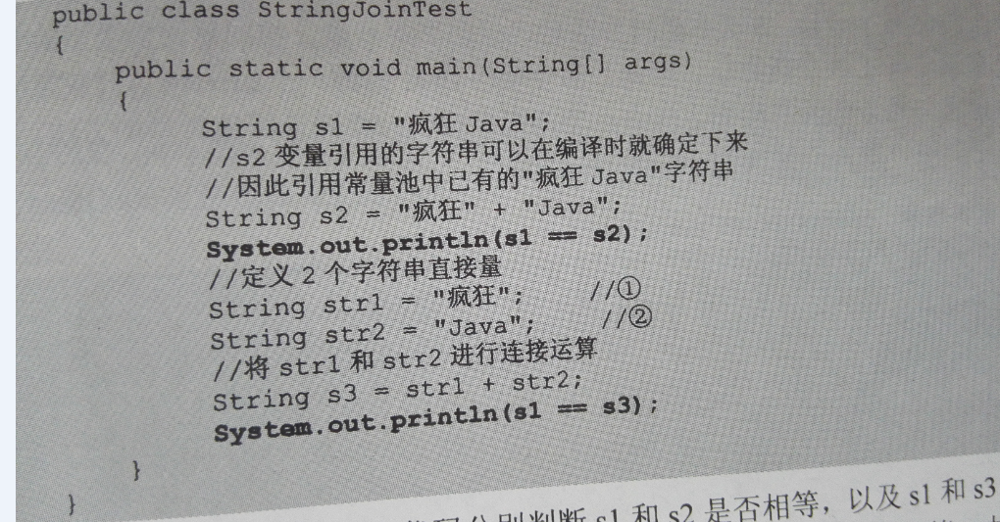 public class StringJoinTest
{
public static void main(String[] args)
{
String s1 = "疯狂 Java";
//s2 变量引用的字符串可以在编译时就确定下来
//因此引用常量池中已有的"疯狂 Java"字符串
String s2 = "疯狂" + "Java";
System.out.println(s1 == s2);
//定义 2 个字符串直接量
String str1 = "疯狂"; //①
String str2 = "Java"; //②
//将 str1 和 str2 进行连接运算
String s3 = str1 + str2;
System.out.println(s1 == s3);
}
}
分别判断 s1 和 s2 是否相等，以及 s1 和 s3